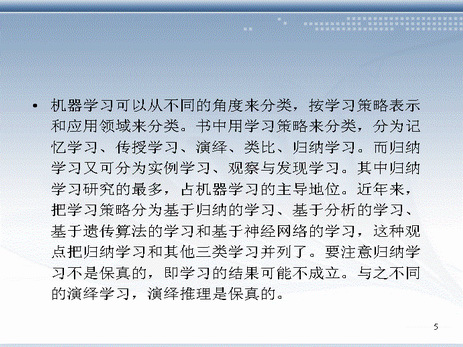 • 机器学习可以从不同的角度来分类，按学习策略表示
和应用领域来分类。书中用学习策略来分类，分为记
忆学习、传授学习、演绎、类比、归纳学习。而归纳
学习又可分为实例学习、观察与发现学习。其中归纳
学习研究的最多，占机器学习的主导地位。近年来，
把学习策略分为基于归纳的学习、基于分析的学习、
基于遗传算法的学习和基于神经网络的学习，这种观
点把归纳学习和其他三类学习并列了。要注意归纳学
习不是保真的，即学习的结果可能不成立。与之不同
的演绎学习，演绎推理是保真的。
5